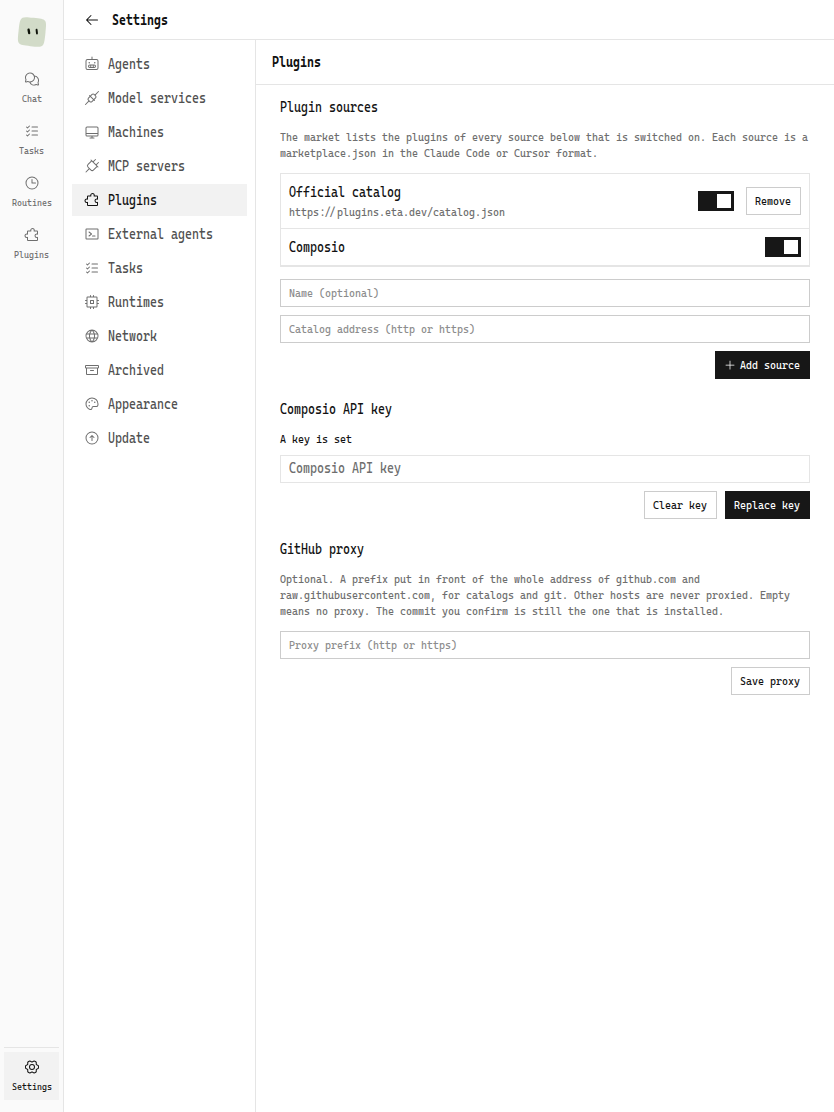 Settings
Chat
Tasks
Routines
Plugins
Settings
Agents
Model services
Machines
MCP servers
Plugins
External agents
Tasks
Runtimes
Network
Archived
Appearance
Update
Plugins
Plugin sources
The market lists the plugins of every source below that is switched on. Each source is a
marketplace.json in the Claude Code or Cursor format.
Official catalog
https://plugins.eta.dev/catalog.json
Remove
Composio
Name (optional)
Catalog address (http or https)
+ Add source
Composio API key
A key is set
Composio API key
Clear key
Replace key
GitHub proxy
Optional. A prefix put in front of the whole address of github.com and
raw.githubusercontent.com, for catalogs and git. Other hosts are never proxied. Empty
means no proxy. The commit you confirm is still the one that is installed.
Proxy prefix (http or https)
Save proxy